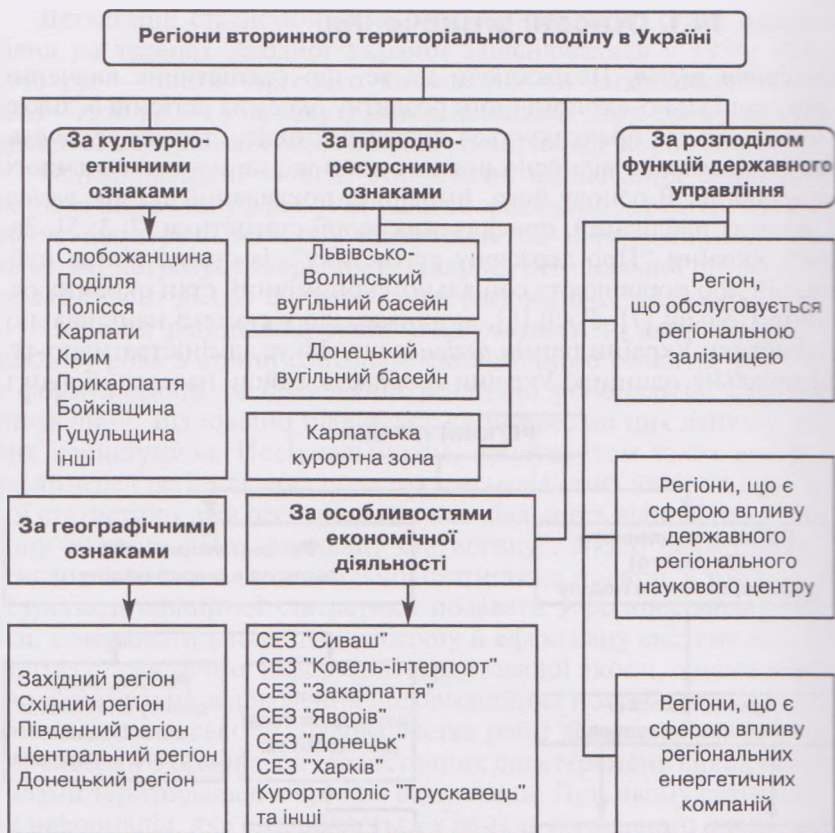 Регіони вторинного територіального поділу в Україні
За культурно-
етнічними
ознаками
Слобожанщина
Поділля
Полісся
Карпати
Крим
Прикарпаття
Бойківщина
Гуцульщина
інші
За природно-
ресурсними
ознаками
Львівсько-
Волинський
вугільний басейн
Донецький
вугільний басейн
Карпатська
курортна зона
За розподілом
функцій державного
управління
Регіон,
що обслуговується
регіональною
залізницею
Регіони, що є
сферою впливу
державного
регіонального
наукового центру
Регіони, що є
сферою впливу
регіональних
енергетичних
компаній
За географічними
ознаками
Західний регіон
Східний регіон
Південний регіон
Центральний регіон
Донецький регіон
За особливостями
економічної
діяльності
СЕЗ "Сиваш"
СЕЗ "Ковель-інтерпорт"
СЕЗ "Закарпаття"
СЕЗ "Яворів„
СЕЗ "Донецьк"
СЕЗ "Харків"
Курортополіс "Трускавець"
та інші